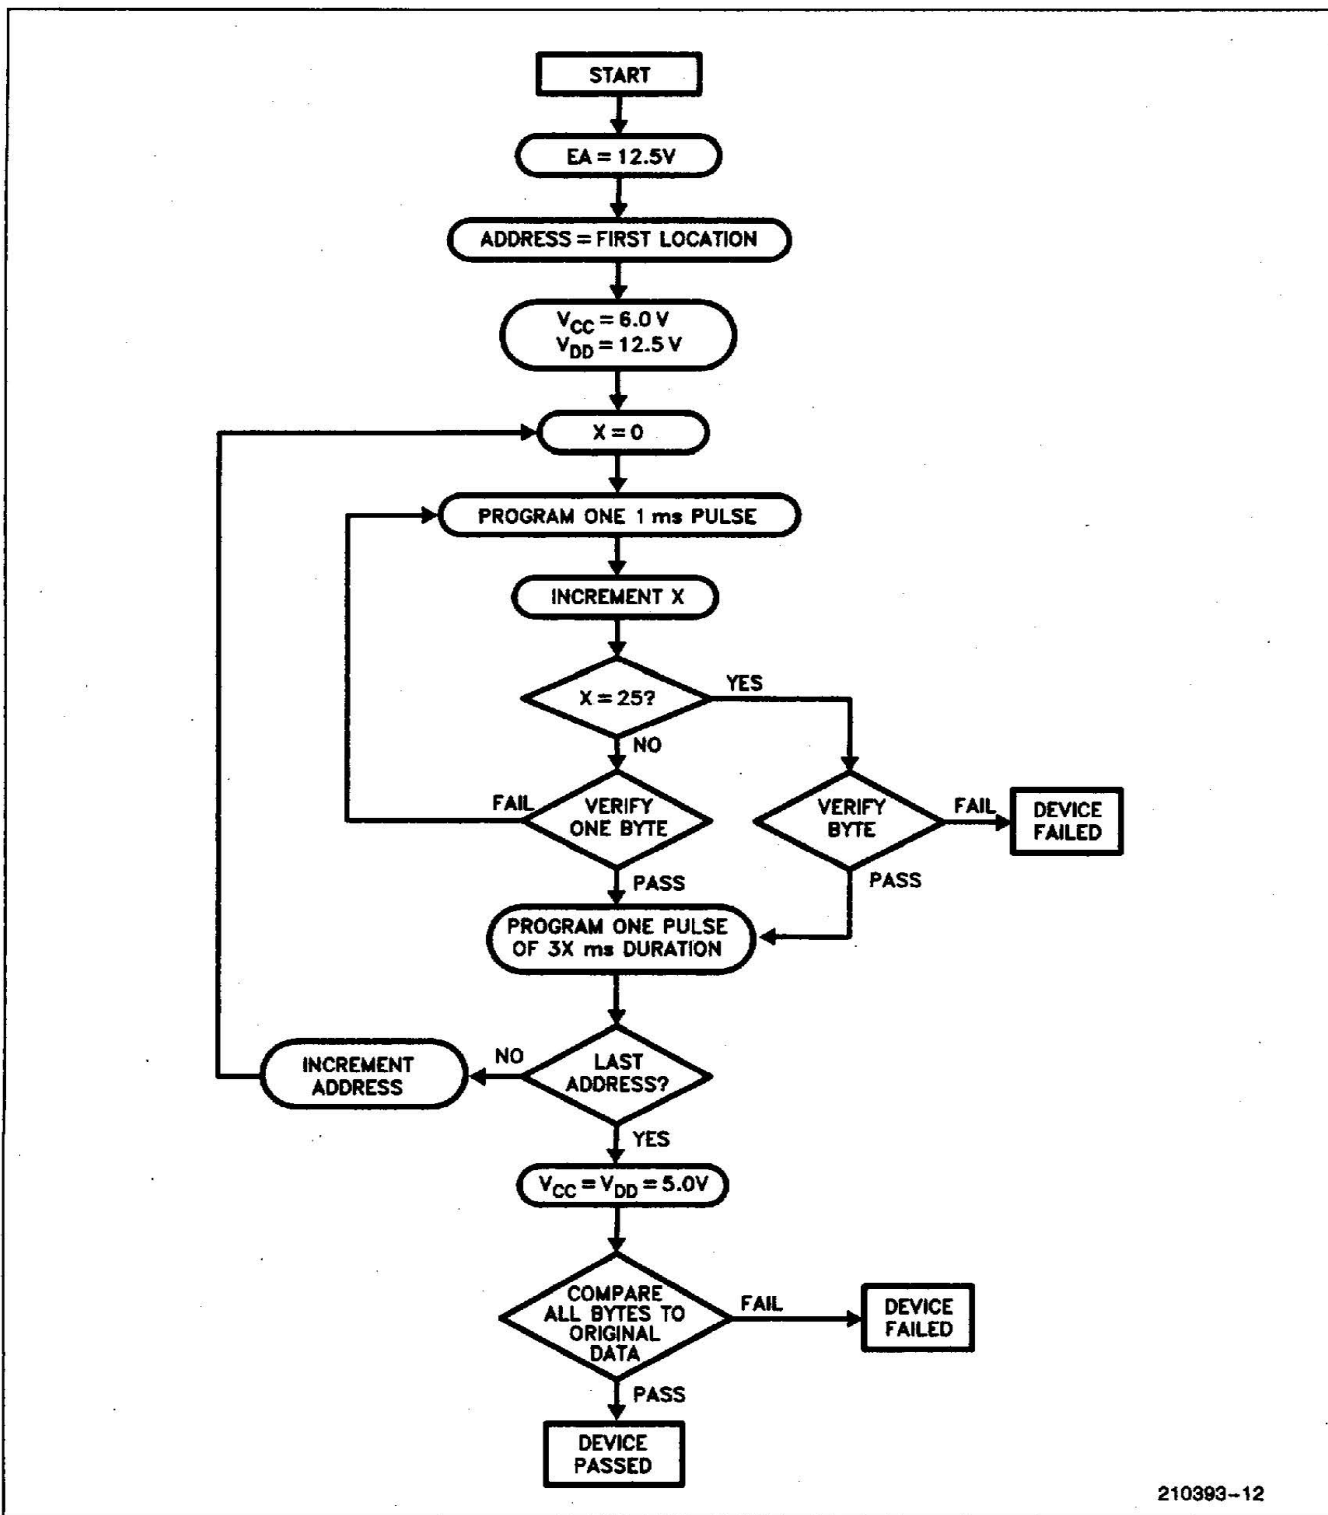 START
EA = 12.5V
ADDRESS = FIRST LOCATION
VCC = 6.0 V
VDD = 12.5 V
X = 0
PROGRAM ONE 1 ms PULSE
INCREMENT X
X = 25?
YES
NO
FAIL
VERIFY
ONE BYTE
VERIFY
BYTE
FAIL
DEVICE
FAILED
PASS
PASS
PROGRAM ONE PULSE
OF 3X ms DURATION
INCREMENT
ADDRESS
NO
LAST
ADDRESS?
YES
VCC = VDD = 5.0V
COMPARE
ALL BYTES TO
ORIGINAL
DATA
FAIL
DEVICE
FAILED
PASS
DEVICE
PASSED
210393-12